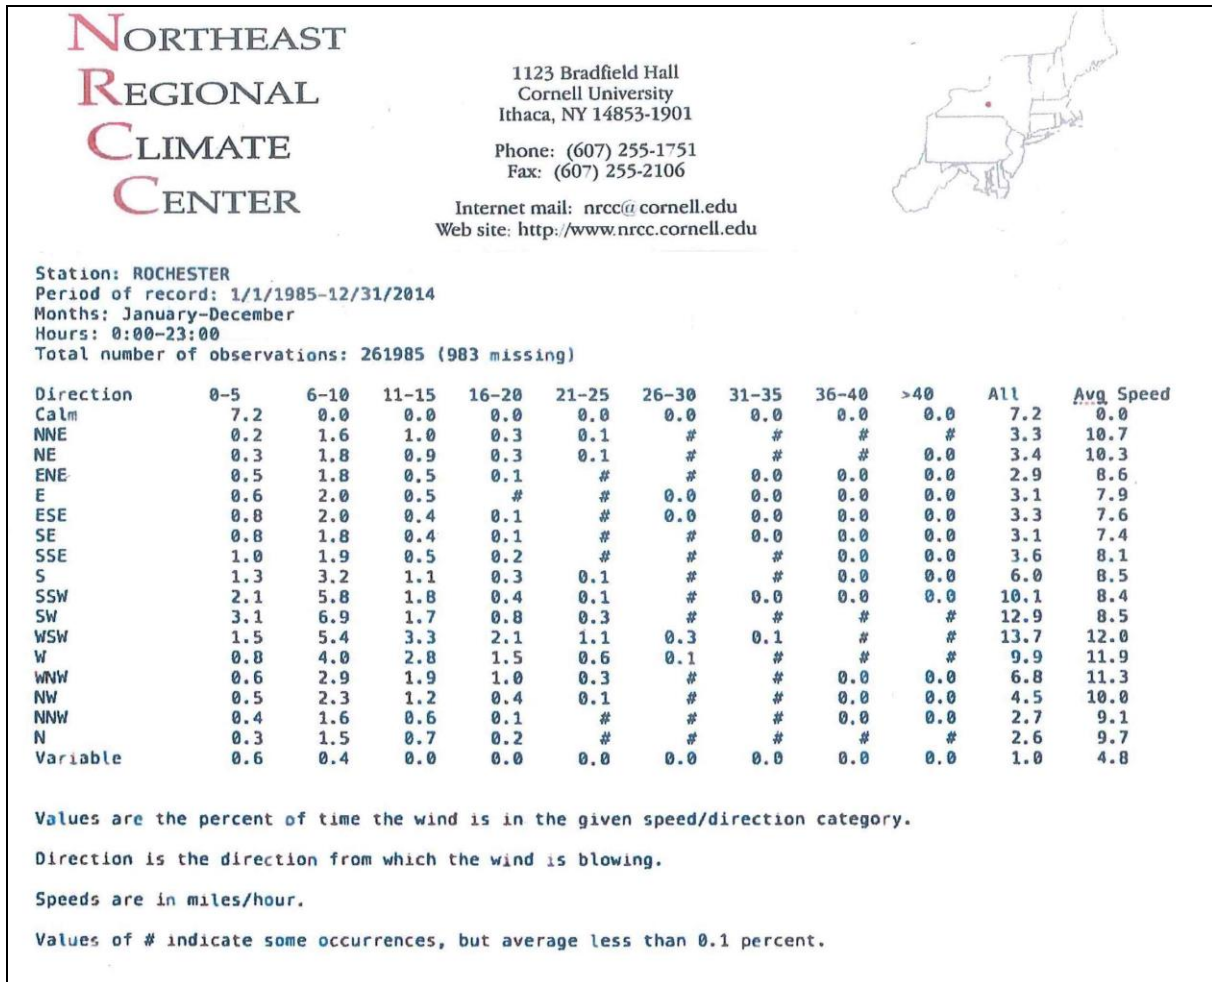 NORTHEAST
REGIONAL
CLIMATE
CENTER
1123 Bradfield Hall
Cornell University
Ithaca, NY 14853-1901
Phone: (607) 255-1751
Fax: (607) 255-2106
Internet mail: nrcc@cornell.edu
Web site: http://www.nrcc.cornell.edu
Station: ROCHESTER
Period of record: 1/1/1985-12/31/2014
Months: January-December
Hours: 0:00-23:00
Total number of observations: 261985 (983 missing)
Direction 0-5 6-10 11-15 16-20 21-25 26-30 31-35 36-40 >40 All Avg Speed
Calm 7.2 0.0 0.0 0.0 0.0 0.0 0.0 0.0 0.0 7.2 0.0
NNE 0.2 1.6 1.0 0.3 0.1 # # # # 3.3 10.7
NE 0.3 1.8 0.9 0.3 0.1 # # # 0.0 3.4 10.3
ENE 0.5 1.8 0.5 0.1 # # 0.0 0.0 0.0 2.9 8.6
E 0.6 2.0 0.5 # # 0.0 0.0 0.0 0.0 3.1 7.9
ESE 0.8 2.0 0.4 0.1 # 0.0 0.0 0.0 0.0 3.3 7.6
SE 0.8 1.8 0.4 0.1 # # 0.0 0.0 0.0 3.1 7.4
SSE 1.0 1.9 0.5 0.2 # # # 0.0 0.0 3.6 8.1
S 1.3 3.2 1.1 0.3 0.1 # # 0.0 0.0 6.0 8.5
SSW 2.1 5.8 1.8 0.4 0.1 # 0.0 0.0 0.0 10.1 8.4
SW 3.1 6.9 1.7 0.8 0.3 # # # # 12.9 8.5
WSW 1.5 5.4 3.3 2.1 1.1 0.3 0.1 # # 13.7 12.0
W 0.8 4.0 2.8 1.5 0.6 0.1 # # # 9.9 11.9
WNW 0.6 2.9 1.9 1.0 0.3 # # 0.0 0.0 6.8 11.3
NW 0.5 2.3 1.2 0.4 0.1 # # 0.0 0.0 4.5 10.0
NNW 0.4 1.6 0.6 0.1 # # # 0.0 0.0 2.7 9.1
N 0.3 1.5 0.7 0.2 # # # # # 2.6 9.7
Variable 0.6 0.4 0.0 0.0 0.0 0.0 0.0 0.0 0.0 1.0 4.8
Values are the percent of time the wind is in the given speed/direction category.
Direction is the direction from which the wind is blowing.
Speeds are in miles/hour.
Values of # indicate some occurrences, but average less than 0.1 percent.